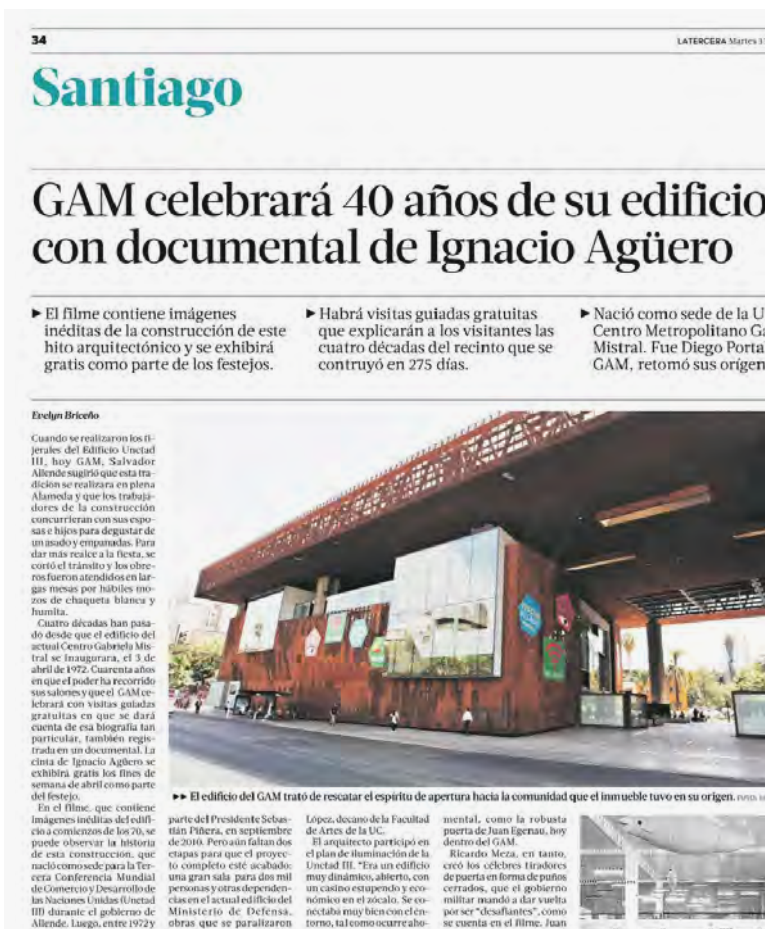 34
LATERCERA Martes 3
Santiago
GAM celebrará 40 años de su edificio
con documental de Ignacio Agüero
▶ El filme contiene imágenes
inéditas de la construcción de este
hito arquitectónico y se exhibirá
gratis como parte de los festejos.
▶ Habrá visitas guiadas gratuitas
que explicarán a los visitantes las
cuatro décadas del recinto que se
contruyó en 275 días.
▶ Nació como sede de la U
Centro Metropolitano Ga
Mistral. Fue Diego Porta
GAM, retomó sus orígen
Evelyn Briceño
Cuando se realizaron los ti-
jerales del Edificio Unctad
III, hoy GAM, Salvador
Allende sugirió que esta tra-
dición se realizara en plena
Alameda y que los trabaja-
dores de la construcción
concurrieran con sus espo-
sas e hijos para degustar de
un asado y empanadas. Para
dar más realce a la fiesta, se
cortó el tránsito y los obre-
ros fueron atendidos en lar-
gas mesas por hábiles mo-
zos de chaqueta blanca y
humita.
Cuatro décadas han pasa-
do desde que el edificio del
actual Centro Gabriela Mis-
tral se inaugurara, el 3 de
abril de 1972. Cuarenta años
en que el poder ha recorrido
sus salones y que el GAM ce-
lebrará con visitas guiadas
gratuitas en que se dará
cuenta de esa biografía tan
particular, también regis-
trada en un documental. La
cinta de Ignacio Agüero se
exhibirá gratis los fines de
semana de abril como parte
del festejo.
En el filme, que contiene
imágenes inéditas del edifi-
cio a comienzos de los 70, se
puede observar la historia
de esta construcción, que
nació como sede para la Ter-
cera Conferencia Mundial
de Comercio y Desarrollo de
las Naciones Unidas (Unctad
III) durante el gobierno de
Allende. Luego, entre 1972 y
▶▶ El edificio del GAM trató de rescatar el espíritu de apertura hacia la comunidad que el inmueble tuvo en su origen.
parte del Presidente Sebas-
tián Piñera, en septiembre
de 2010. Pero aún faltan dos
etapas para que el proyec-
to completo esté acabado:
una gran sala para dos mil
personas y otras dependen-
cias en el actual edificio del
Ministerio de Defensa,
obras que se paralizaron
López, decano de la Facultad
de Artes de la UC.
El arquitecto participó en
el plan de iluminación de la
Unctad III. "Era un edificio
muy dinámico, abierto, con
un casino estupendo y eco-
nómico en el zócalo. Se co-
nectaba muy bien con el en-
torno, tal como ocurre aho-
mental, como la robusta
puerta de Juan Egenau, hoy
dentro del GAM.
Ricardo Meza, en tanto,
creó los célebres tiradores
de puerta en forma de puños
cerrados, que el gobierno
militar mandó a dar vuelta
por ser "desafiantes", como
se cuenta en el filme. Juan